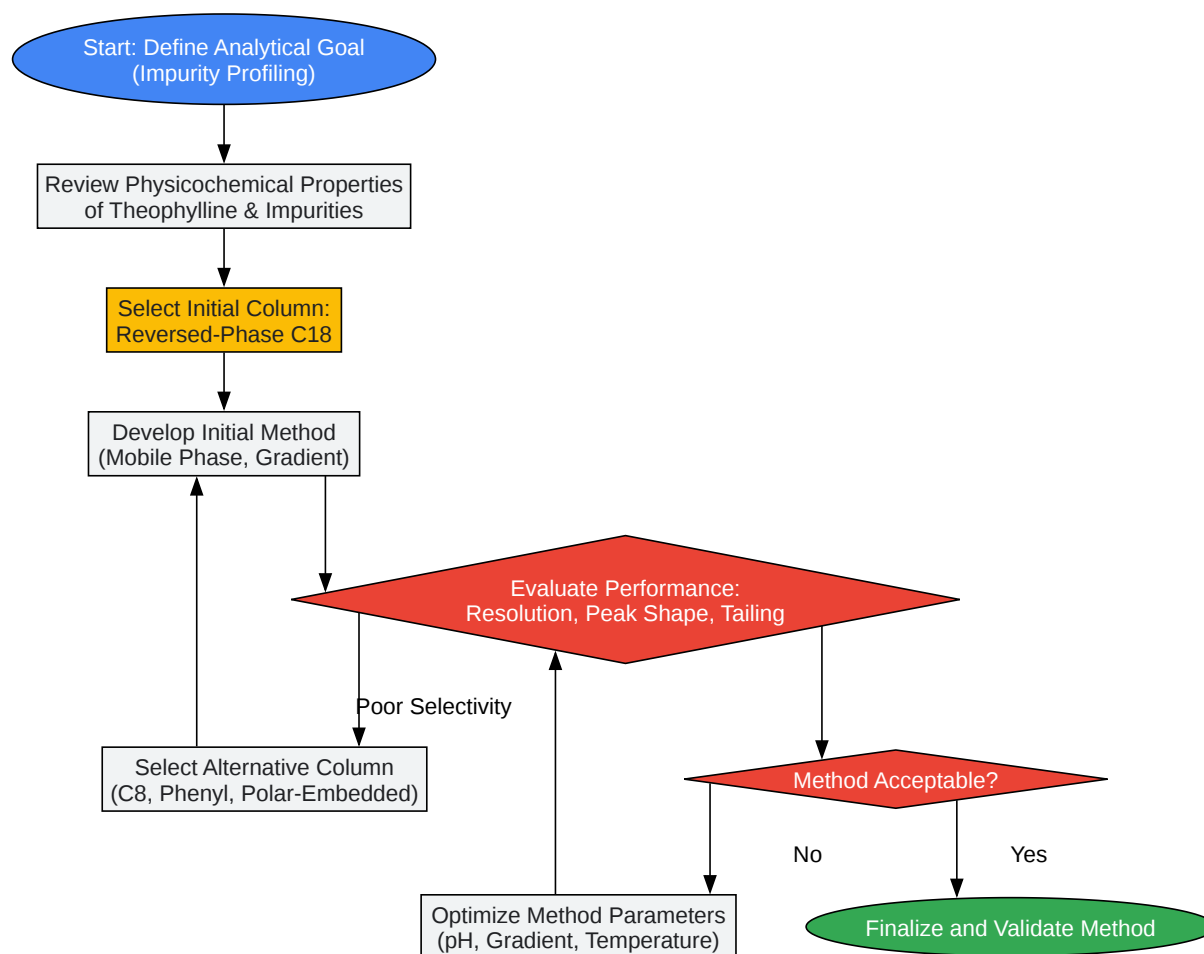 Start: Define Analytical Goal
(Impurity Profiling)
Review Physicochemical Properties
of Theophylline & Impurities
Select Initial Column:
Reversed-Phase C18
Develop Initial Method
(Mobile Phase, Gradient)
Evaluate Performance:
Resolution, Peak Shape, Tailing
Poor Selectivity
Select Alternative Column
(C8, Phenyl, Polar-Embedded)
Method Acceptable?
No
Yes
Optimize Method Parameters
(pH, Gradient, Temperature)
Finalize and Validate Method